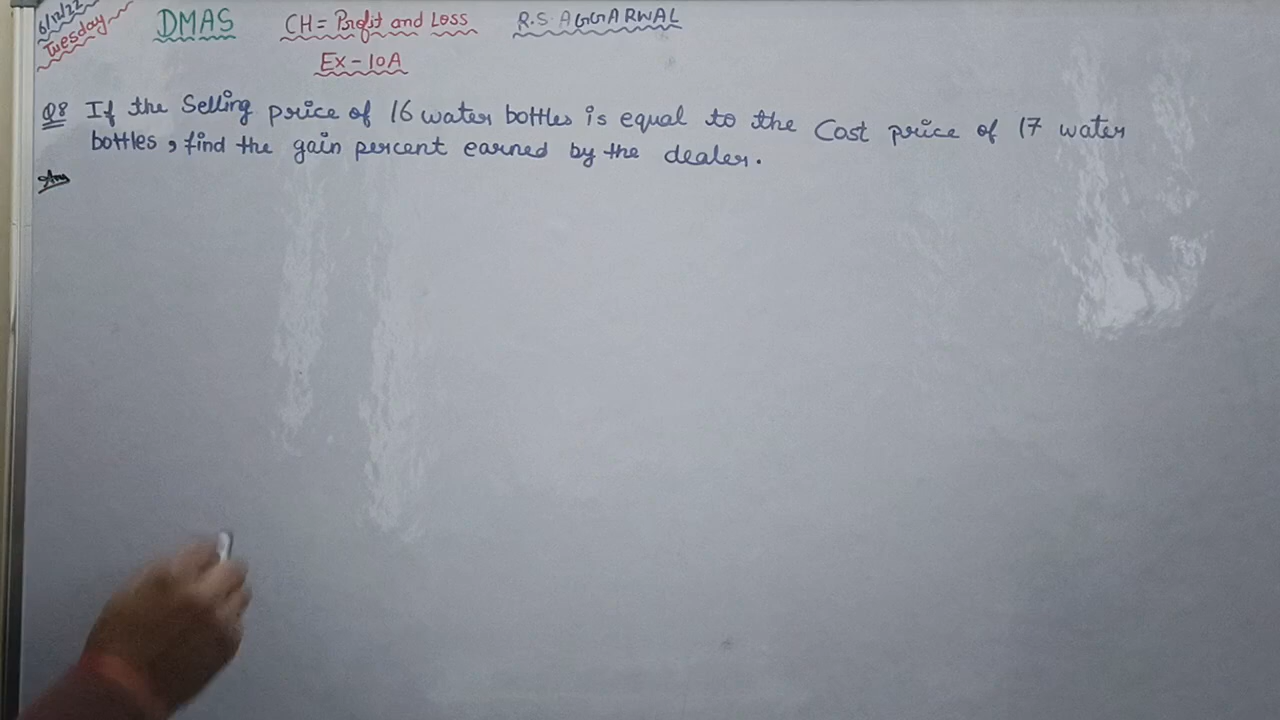 6/12/22
Tuesday
DMAS CH = Profit and Loss R.S. AGGARWAL
Ex - 10A
Q8 If the Selling price of 16 water bottles is equal to the Cost price of 17 water
bottles, find the gain percent earned by the dealer.
Ans